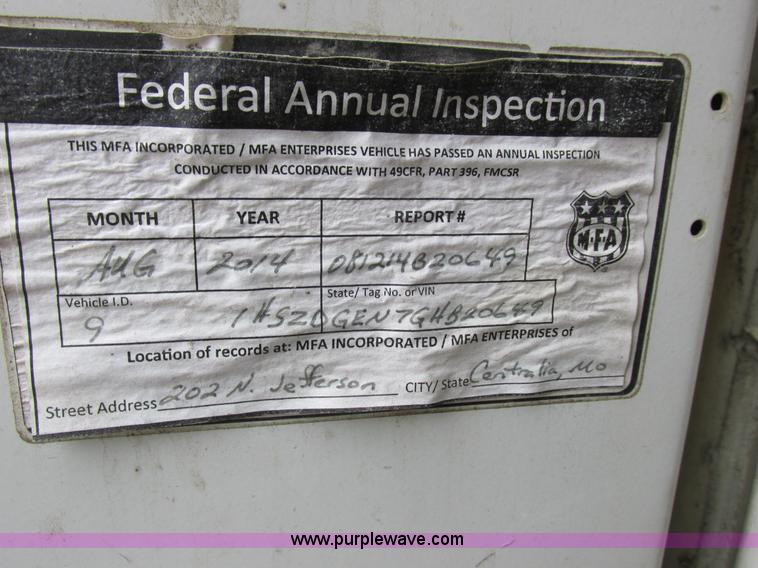 Federal Annual Inspection
THIS MFA INCORPORATED / MFA ENTERPRISES VEHICLE HAS PASSED AN ANNUAL INSPECTION
CONDUCTED IN ACCORDANCE WITH 49CFR, PART 396, FMCSR
MONTH YEAR REPORT #
AUG 2014 081214B20649
MFA
Vehicle I.D. State/ Tag No. or VIN
9 1HSZDGEN7GHB20649
Location of records at: MFA INCORPORATED / MFA ENTERPRISES of
Street Address 202 N. Jefferson CITY/ State Centralia, Mo
www.purplewave.com